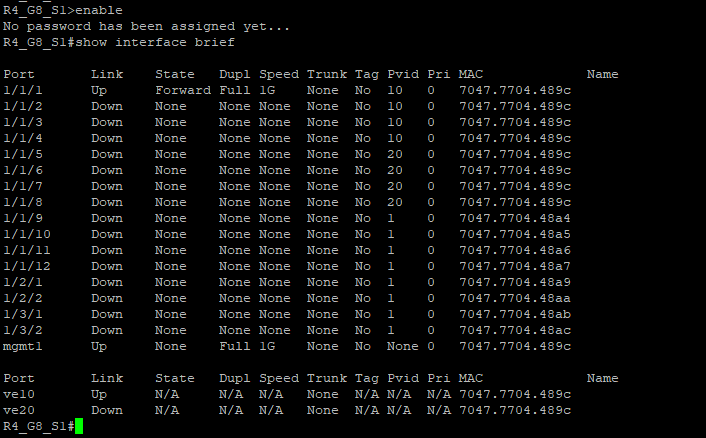 R4_G8_S1>enable
No password has been assigned yet...
R4_G8_S1#show interface brief
Port       Link    State   Dupl Speed Trunk Tag Pvid Pri MAC             Name
1/1/1      Up      Forward Full 1G    None  No  10   0   7047.7704.489c
1/1/2      Down    None    None None  None  No  10   0   7047.7704.489c
1/1/3      Down    None    None None  None  No  10   0   7047.7704.489c
1/1/4      Down    None    None None  None  No  10   0   7047.7704.489c
1/1/5      Down    None    None None  None  No  20   0   7047.7704.489c
1/1/6      Down    None    None None  None  No  20   0   7047.7704.489c
1/1/7      Down    None    None None  None  No  20   0   7047.7704.489c
1/1/8      Down    None    None None  None  No  20   0   7047.7704.489c
1/1/9      Down    None    None None  None  No  1    0   7047.7704.48a4
1/1/10     Down    None    None None  None  No  1    0   7047.7704.48a5
1/1/11     Down    None    None None  None  No  1    0   7047.7704.48a6
1/1/12     Down    None    None None  None  No  1    0   7047.7704.48a7
1/2/1      Down    None    None None  None  No  1    0   7047.7704.48a9
1/2/2      Down    None    None None  None  No  1    0   7047.7704.48aa
1/3/1      Down    None    None None  None  No  1    0   7047.7704.48ab
1/3/2      Down    None    None None  None  No  1    0   7047.7704.48ac
mgmt1      Up      None    Full 1G    None  No  None 0   7047.7704.489c
Port       Link    State   Dupl Speed Trunk Tag Pvid Pri MAC             Name
ve10       Up      N/A     N/A  N/A   None  N/A N/A  N/A 7047.7704.489c
ve20       Down    N/A     N/A  N/A   None  N/A N/A  N/A 7047.7704.489c
R4_G8_S1#